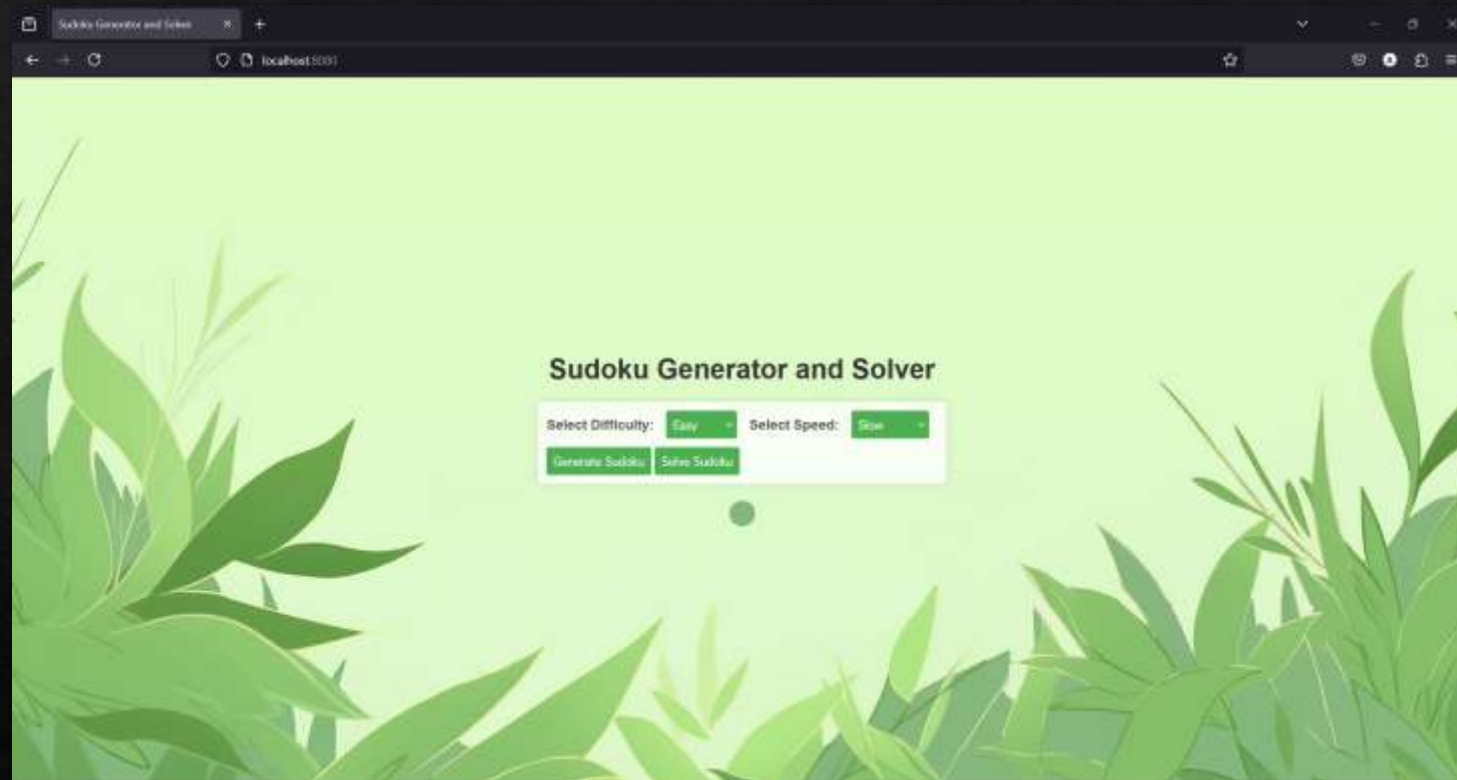 Sudoku Generator and Solver
localhost:8080
Sudoku Generator and Solver
Select Difficulty: Easy Select Speed: Slow
Generate Sudoku Solve Sudoku